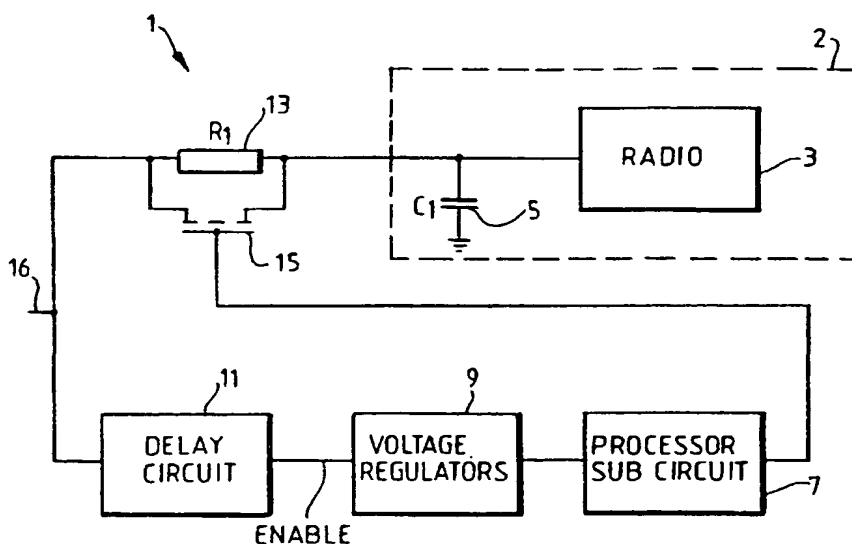 1
2
R1
13
RADIO
3
C1
5
15
16
11
9
DELAY
CIRCUIT
VOLTAGE
REGULATORS
PROCESSOR
SUB CIRCUIT
7
ENABLE